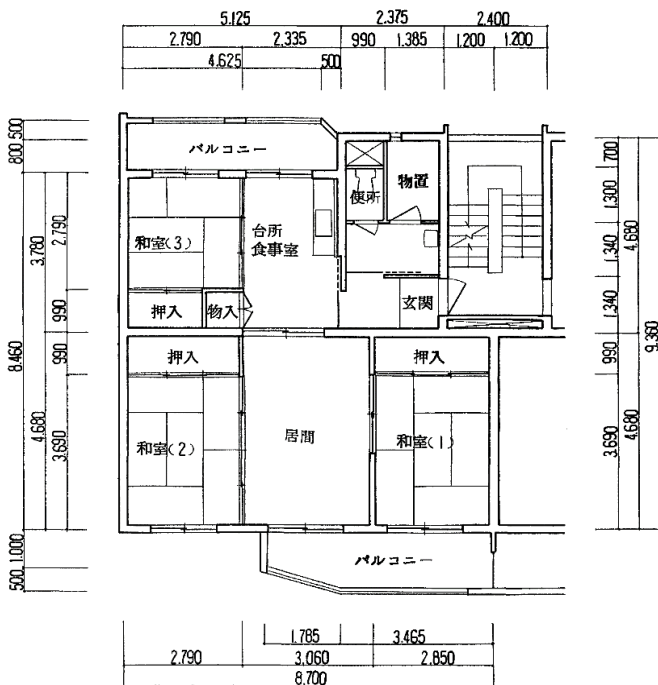 5.125 2.375 2.400
2.790 2.335 990 1.385 1.200 1.200
4.625 500
バルコニー
便所
物置
台所
食事室
和室(3)
押入
物入
玄関
押入
押入
和室(2)
居間
和室(1)
バルコニー
500
800
3.780
2.790
990
8.460
990
4.680
3.690
1.000
500
700
1.300
4.680
1.340
1.340
9.360
990
4.680
3.690
1.785 3.465
2.790 3.060 2.850
8.700